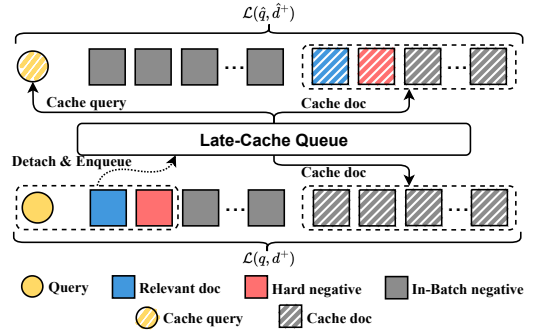 ℒ(q̂, d̂⁺)
...
...
Cache query
Cache doc
Late-Cache Queue
Detach & Enqueue
Cache doc
...
...
ℒ(q, d⁺)
Query
Relevant doc
Hard negative
In-Batch negative
Cache query
Cache doc